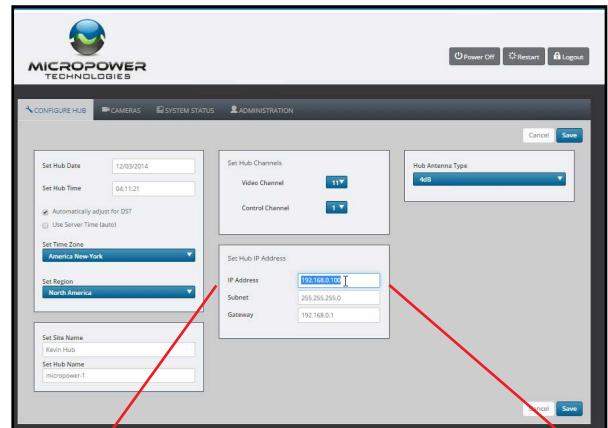 MICROPOWER
TECHNOLOGIES
Power Off Restart Logout
CONFIGURE HUB CAMERAS SYSTEM STATUS ADMINISTRATION
Cancel Save
Set Hub Date 12/03/2014
Set Hub Time 04:11:21
Automatically adjust for DST
Use Server Time (auto)
Set Time Zone
America New-York
Set Region
North America
Set Site Name
Kevin Hub
Set Hub Name
micropower-1
Set Hub Channels
Video Channel 11
Control Channel 1
Set Hub IP Address
IP Address 192.168.0.100
Subnet 255.255.255.0
Gateway 192.168.0.1
Hub Antenna Type
4dB
Cancel Save